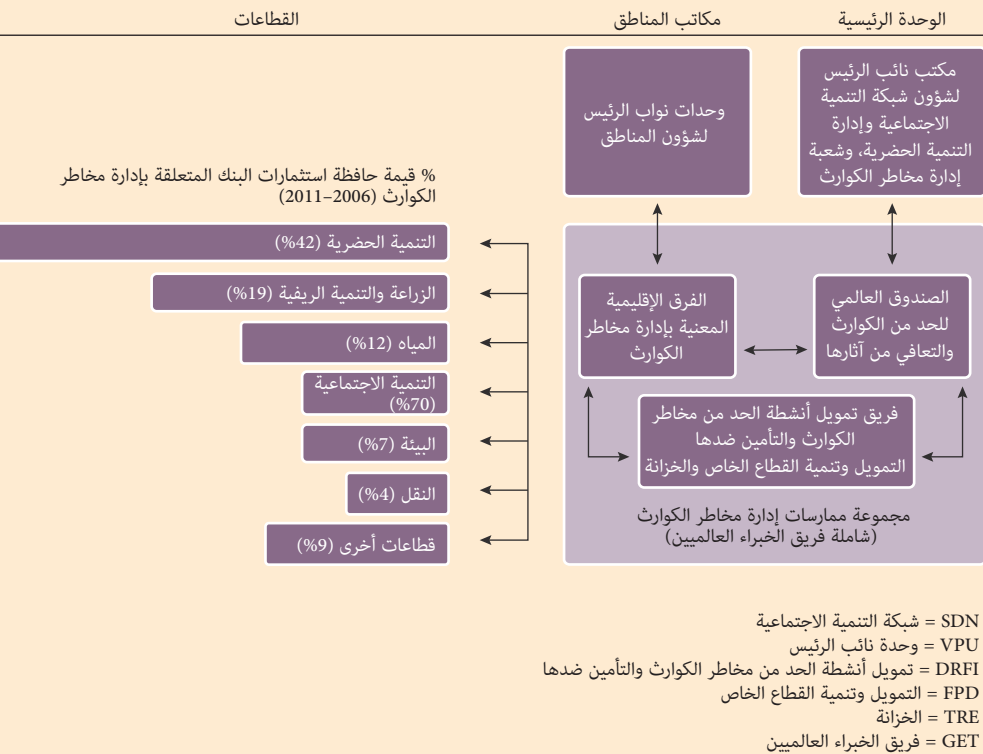 الوحدة الرئيسية
مكاتب المناطق
القطاعات
مكتب نائب الرئيس
لشؤون شبكة التنمية
الاجتماعية وإدارة
التنمية الحضرية، وشعبة
إدارة مخاطر الكوارث
وحدات نواب الرئيس
لشؤون المناطق
% قيمة حافظة استثمارات البنك المتعلقة بإدارة مخاطر
الكوارث (2006–2011)
الصندوق العالمي
للحد من الكوارث
والتعافي من آثارها
الفرق الإقليمية
المعنية بإدارة مخاطر
الكوارث
فريق تمويل أنشطة الحد من مخاطر
الكوارث والتأمين ضدها
التمويل وتنمية القطاع الخاص والخزانة
مجموعة ممارسات إدارة مخاطر الكوارث
(شاملة فريق الخبراء العالميين)
التنمية الحضرية (42%)
الزراعة والتنمية الريفية (19%)
المياه (12%)
التنمية الاجتماعية
(70%)
البيئة (7%)
النقل (4%)
قطاعات أخرى (9%)
SDN = شبكة التنمية الاجتماعية
VPU = وحدة نائب الرئيس
DRFI = تمويل أنشطة الحد من مخاطر الكوارث والتأمين ضدها
FPD = التمويل وتنمية القطاع الخاص
TRE = الخزانة
GET = فريق الخبراء العالميين